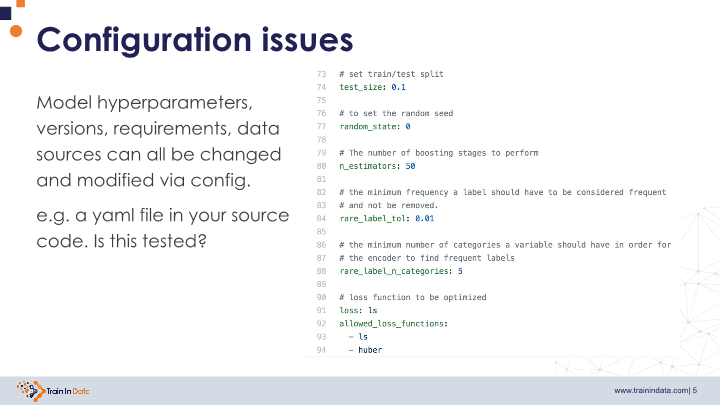 Configuration issues
Model hyperparameters,
versions, requirements, data
sources can all be changed
and modified via config.
e.g. a yaml file in your source
code. Is this tested?
73 # set train/test split
74 test_size: 0.1
75
76 # to set the random seed
77 random_state: 0
78
79 # The number of boosting stages to perform
80 n_estimators: 50
81
82 # the minimum frequency a label should have to be considered frequent
83 # and not be removed.
84 rare_label_tol: 0.01
85
86 # the minimum number of categories a variable should have in order for
87 # the encoder to find frequent labels
88 rare_label_n_categories: 5
89
90 # loss function to be optimized
91 loss: ls
92 allowed_loss_functions:
93 - ls
94 - huber
Train In Data
www.trainindata.com| 5